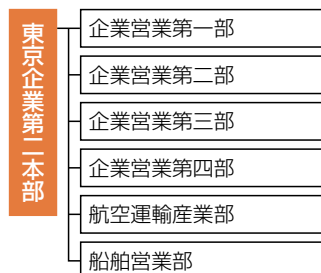 東京企業第二本部
企業営業第一部
企業営業第二部
企業営業第三部
企業営業第四部
航空運輸産業部
船舶営業部